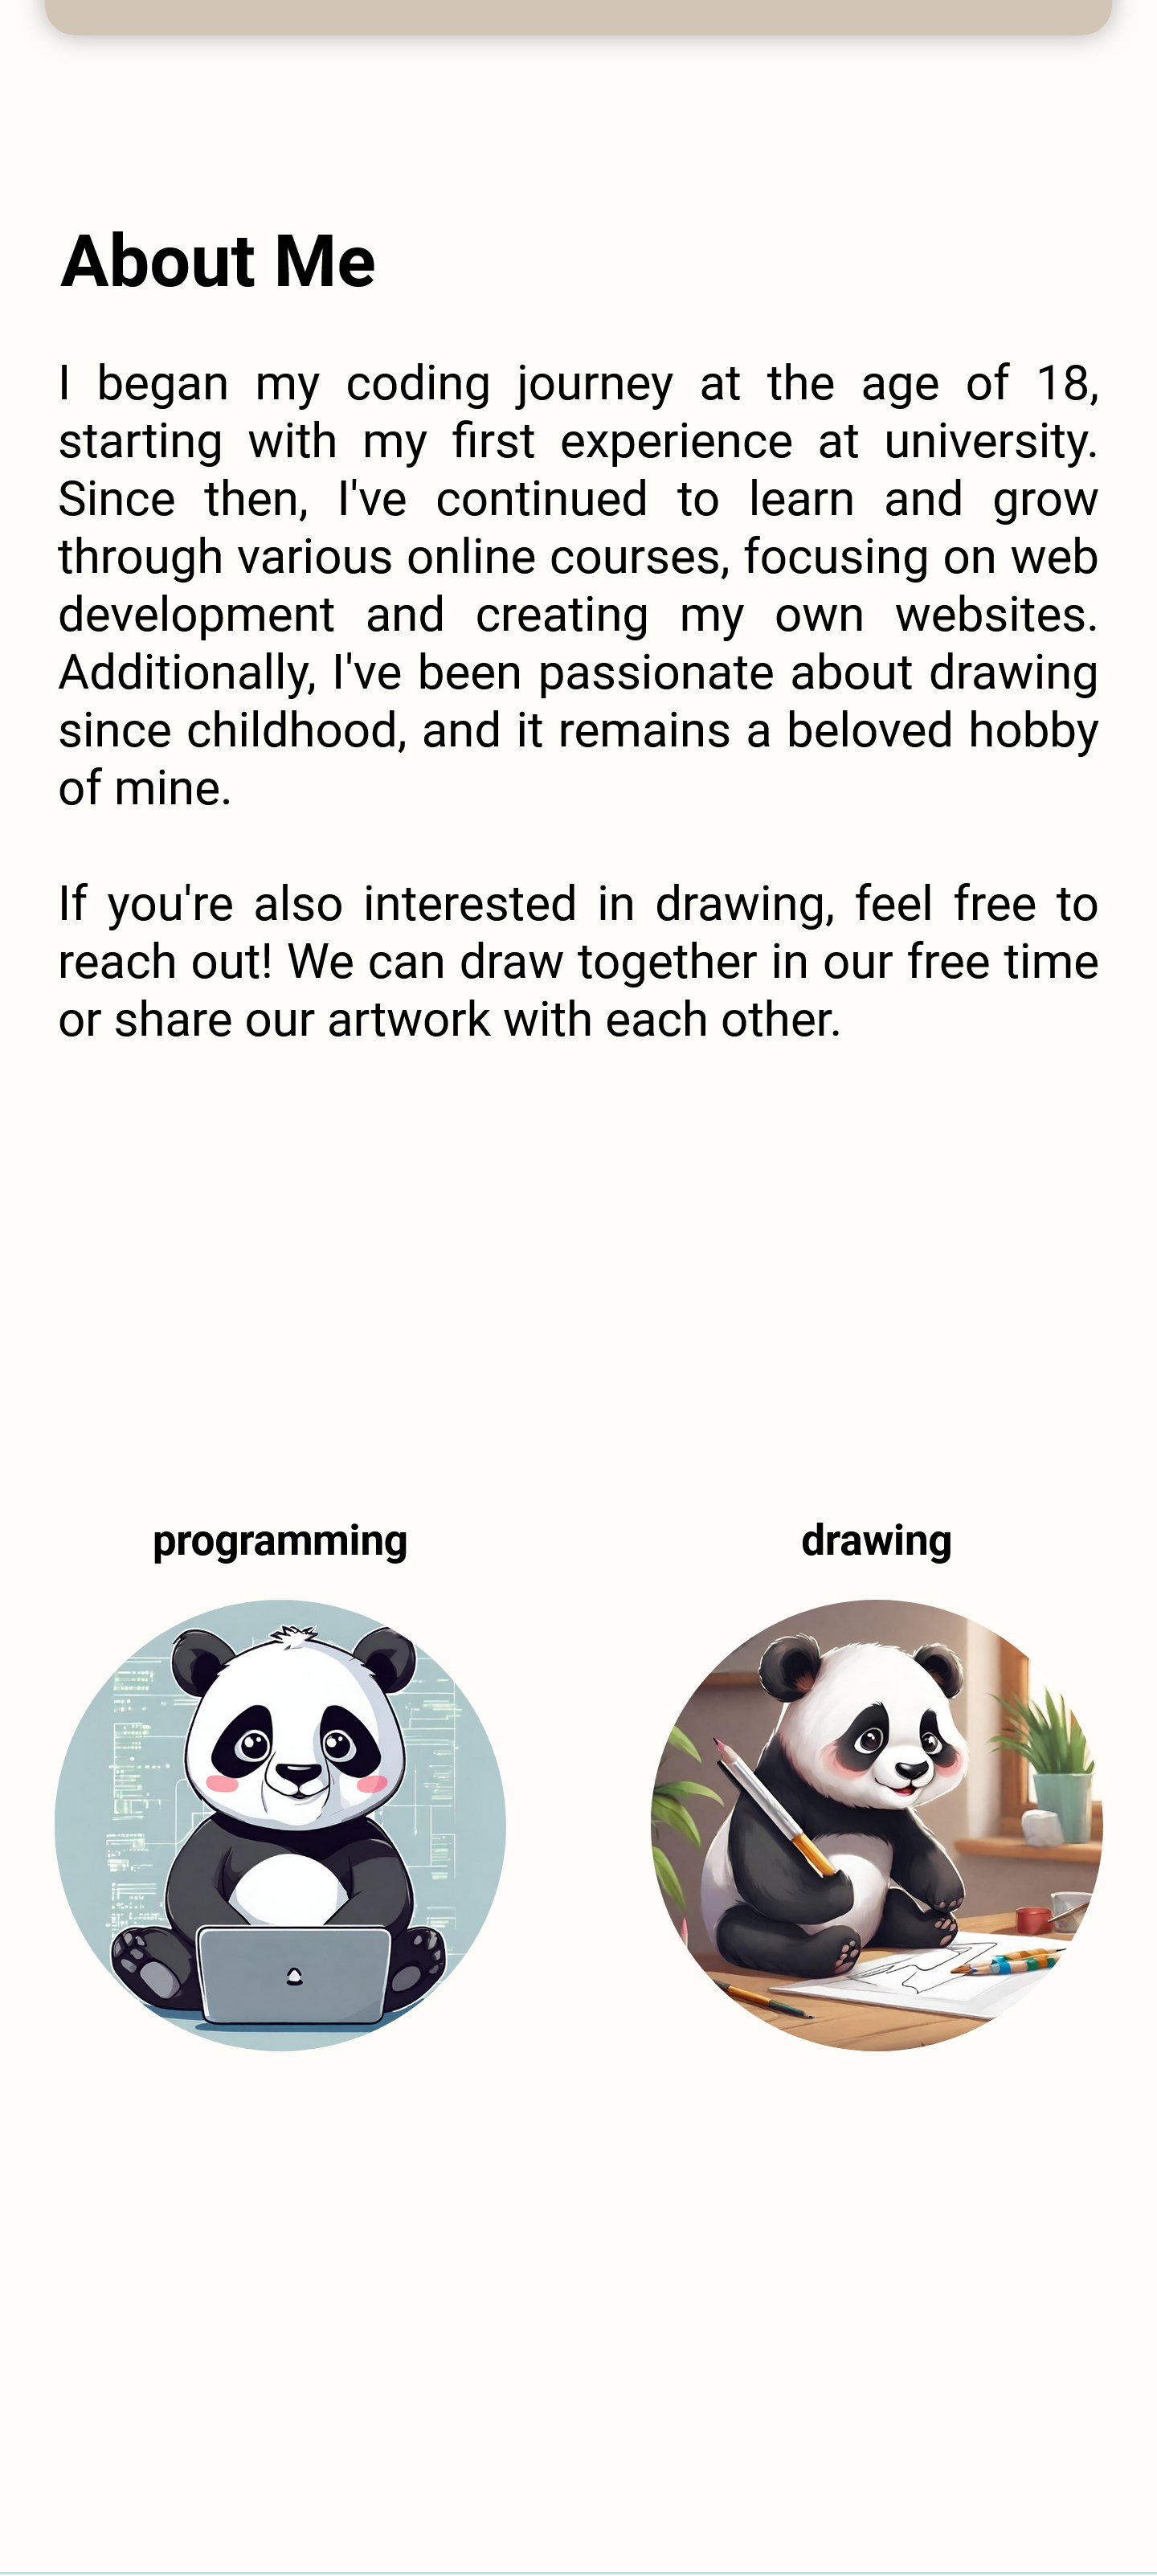 About Me
I began my coding journey at the age of 18,
starting with my first experience at university.
Since then, I've continued to learn and grow
through various online courses, focusing on web
development and creating my own websites.
Additionally, I've been passionate about drawing
since childhood, and it remains a beloved hobby
of mine.
If you're also interested in drawing, feel free to
reach out! We can draw together in our free time
or share our artwork with each other.
programming
drawing